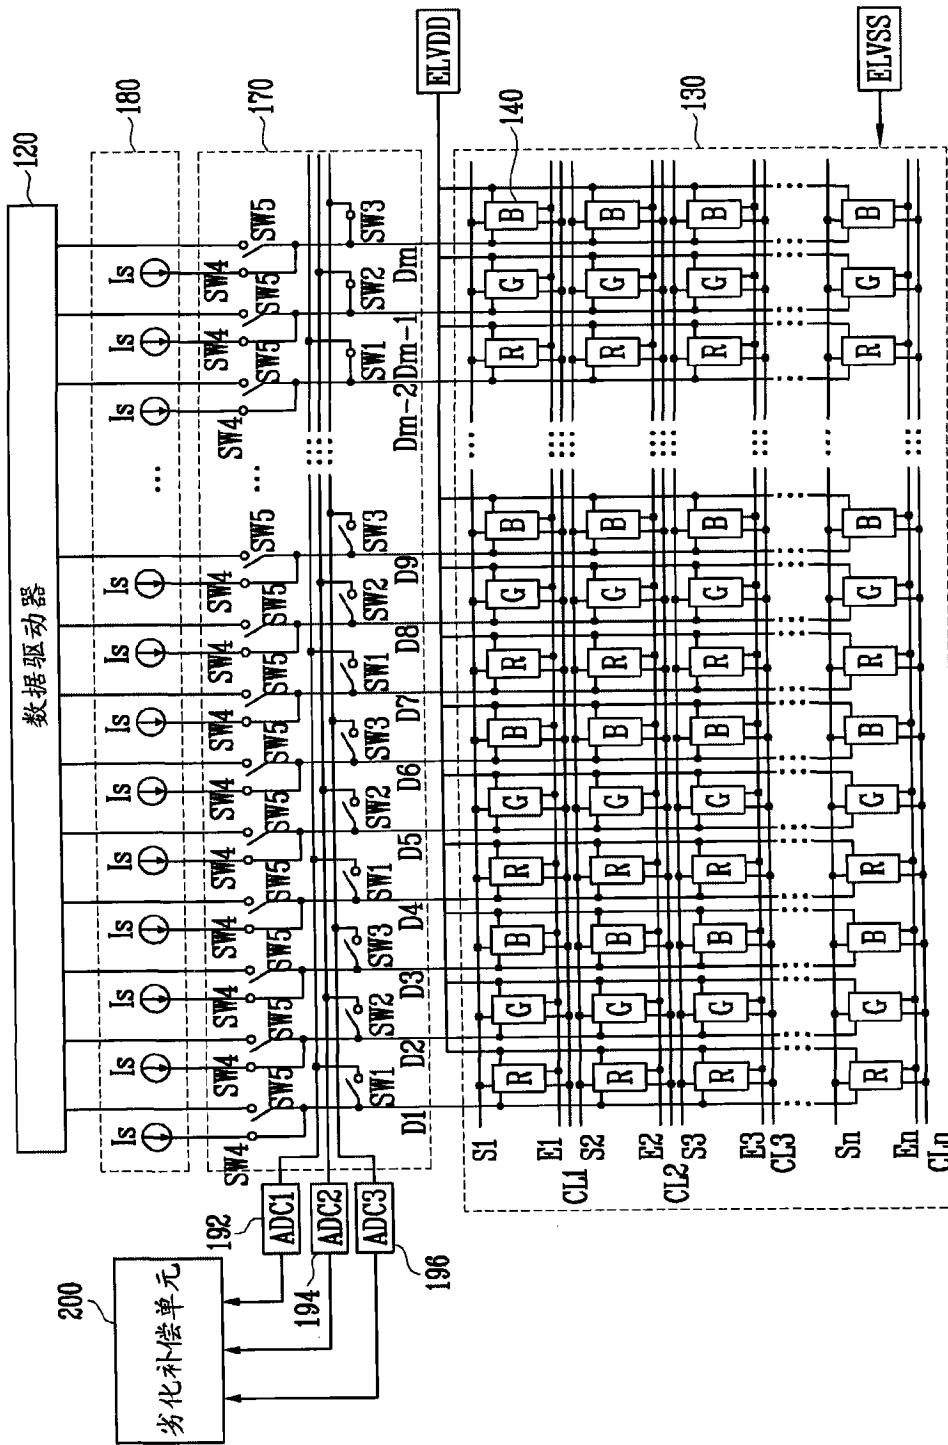 120
数据驱动器
200
劣化补偿单元
Is Is Is Is Is Is Is Is Is ... Is Is Is
180
SW4 SW5 SW4 SW5 SW4 SW5 SW4 SW5 SW4 SW5 SW4 SW5 SW4 SW5 SW4 SW5 SW4 SW5 ... SW4 SW5 SW4 SW5 SW4 SW5
170
192
ADC1
194
ADC2
196
ADC3
SW1 SW2 SW3 SW1 SW2 SW3 SW1 SW2 SW3 SW1 SW2 SW3
D1 D2 D3 D4 D5 D6 D7 D8 D9 Dm-2 Dm-1 Dm
ELVDD
140
S1
R G B R G B R G B ... R G B
E1
CL1
S2
R G B R G B R G B R G B
E2
CL2
S3
R G B R G B R G B R G B
E3
CL3
130
Sn
R G B R G B R G B ... R G B
En
CLn
ELVSS